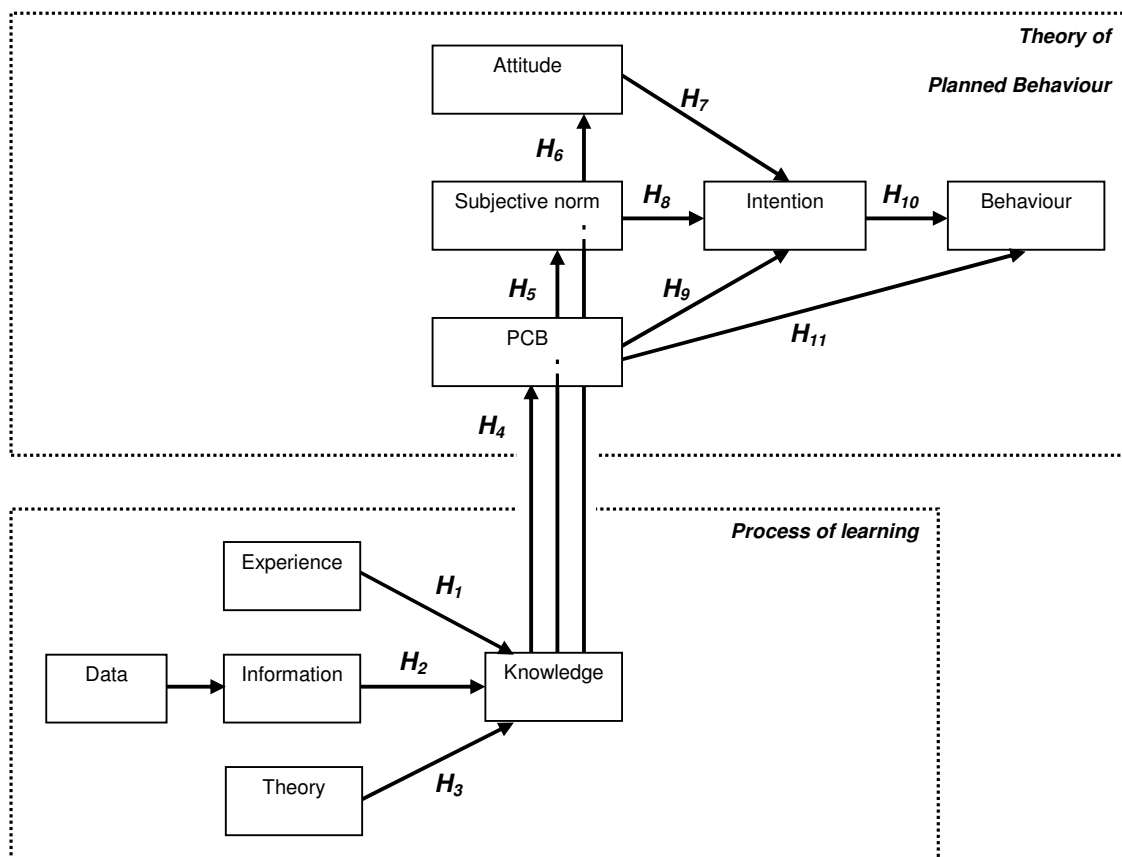 Theory of
Planned Behaviour
Attitude
H7
H6
Subjective norm
H8
Intention
H10
Behaviour
H5
H9
PCB
H11
H4
Process of learning
Experience
H1
Data
Information
H2
Knowledge
Theory
H3